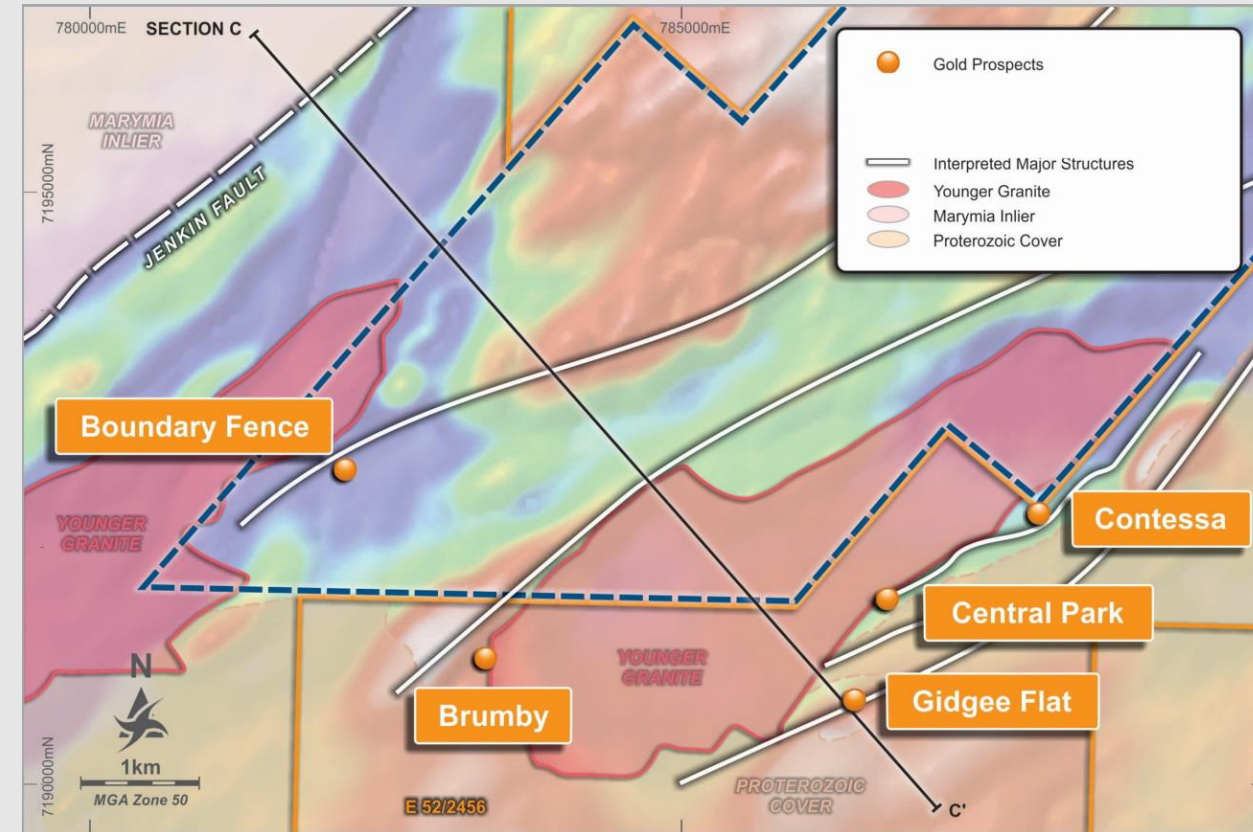 780000mE
SECTION C
785000mE
Gold Prospects
Interpreted Major Structures
Younger Granite
Marymia Inlier
Proterozoic Cover
MARYMIA
INLIER
7195000mN
JENKIN FAULT
Boundary Fence
YOUNGER
GRANITE
Contessa
Central Park
YOUNGER
GRANITE
Gidgee Flat
Brumby
N
1km
MGA Zone 50
7190000mN
E 52/2456
PROTEROZOIC
COVER
C'